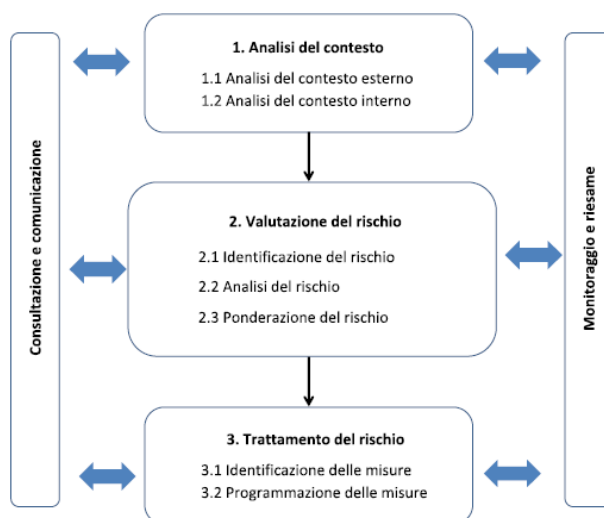 1. Analisi del contesto
1.1 Analisi del contesto esterno
1.2 Analisi del contesto interno
Consultazione e comunicazione
2. Valutazione del rischio
2.1 Identificazione del rischio
2.2 Analisi del rischio
2.3 Ponderazione del rischio
Monitoraggio e riesame
3. Trattamento del rischio
3.1 Identificazione delle misure
3.2 Programmazione delle misure